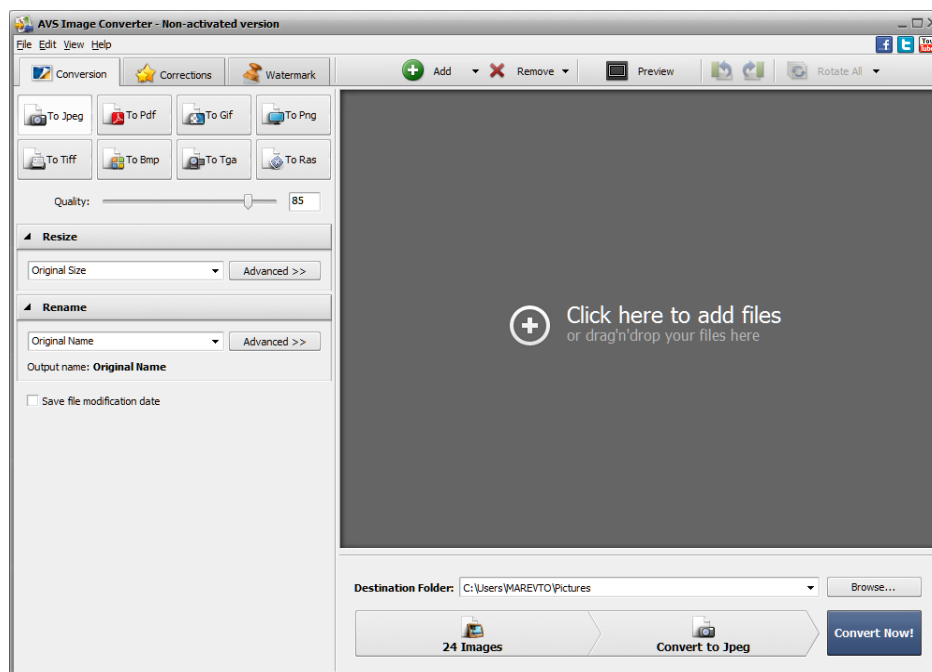 AVS Image Converter - Non-activated version
File Edit View Help
Conversion Corrections Watermark
Add Remove Preview Rotate All
To Jpeg To Pdf To Gif To Png
To Tiff To Bmp To Tga To Ras
Quality: 85
Resize
Original Size Advanced >>
Rename
Original Name Advanced >>
Output name: Original Name
Save file modification date
Click here to add files
or drag'n'drop your files here
Destination Folder: C:\Users\MAREVTO\Pictures Browse...
24 Images Convert to Jpeg Convert Now!